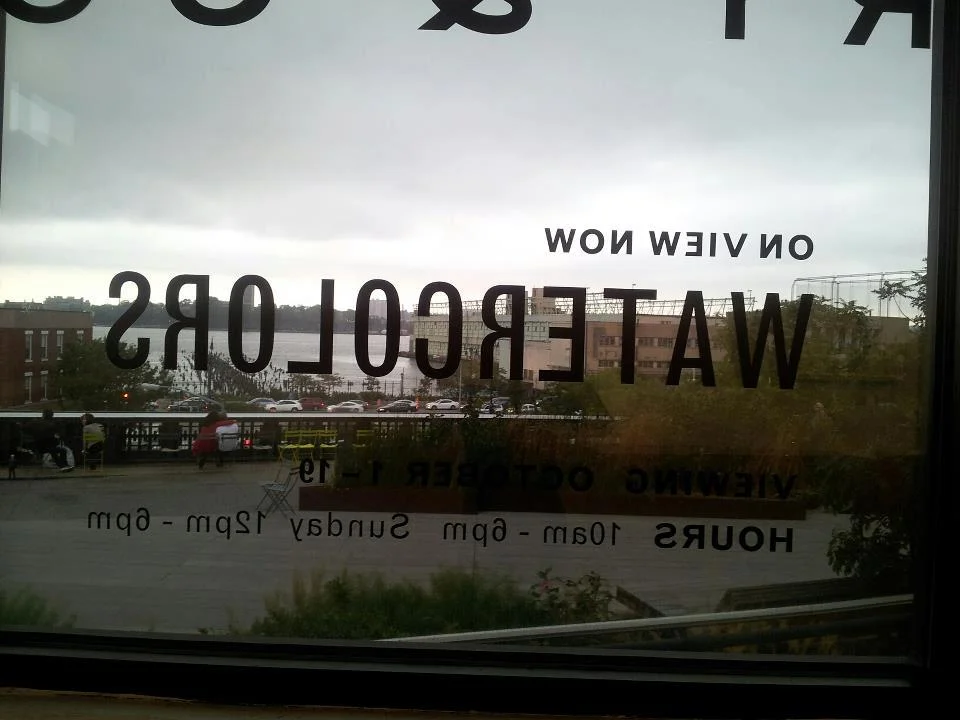 ON VIEW NOW
WATERCOLORS
VIEWING OCTOBER 1-19
HOURS 10am - 6pm Sunday 12pm - 6pm